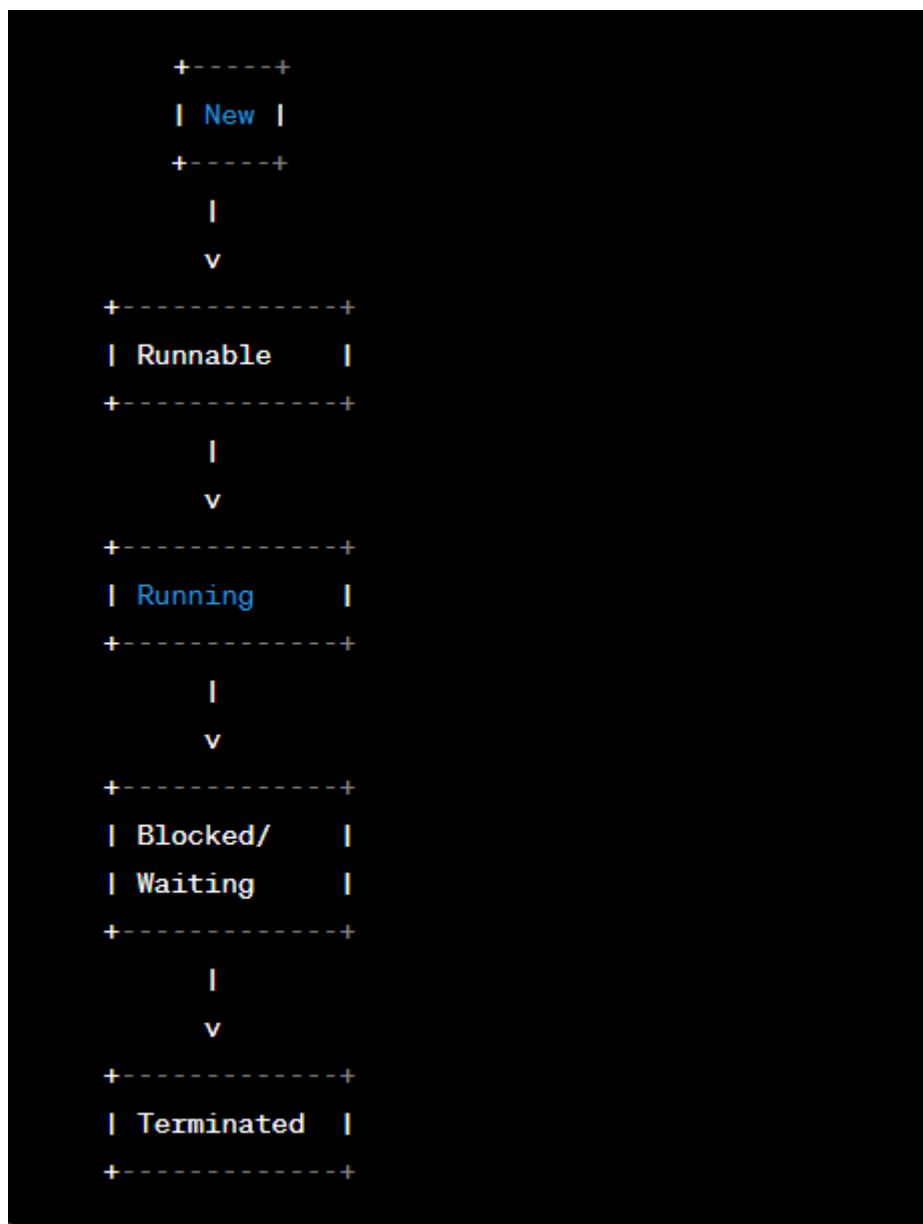 +-----+
| New |
+-----+
|
v
+-------------+
| Runnable    |
+-------------+
|
v
+-------------+
| Running     |
+-------------+
|
v
+-------------+
| Blocked/    |
| Waiting     |
+-------------+
|
v
+-------------+
| Terminated  |
+-------------+